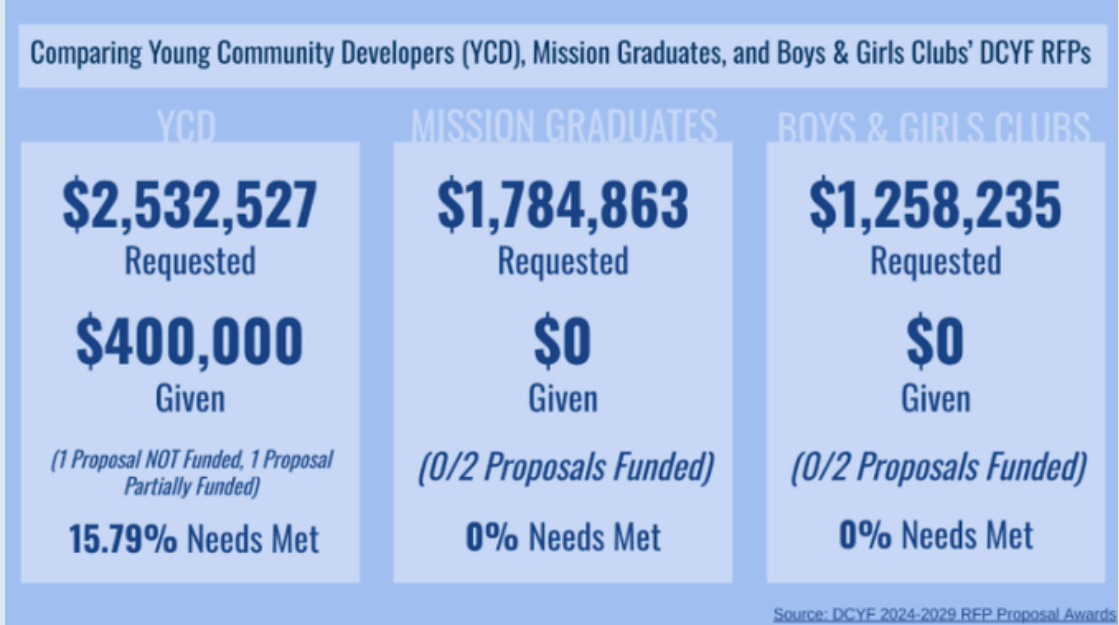 Comparing Young Community Developers (YCD), Mission Graduates, and Boys & Girls Clubs’ DCYF RFPs
YCD
$2,532,527
Requested
$400,000
Given
(1 Proposal NOT Funded, 1 Proposal
Partially Funded)
15.79% Needs Met
MISSION GRADUATES
$1,784,863
Requested
$0
Given
(0/2 Proposals Funded)
0% Needs Met
BOYS & GIRLS CLUBS
$1,258,235
Requested
$0
Given
(0/2 Proposals Funded)
0% Needs Met
Source: DCYF 2024-2029 RFP Proposal Awards